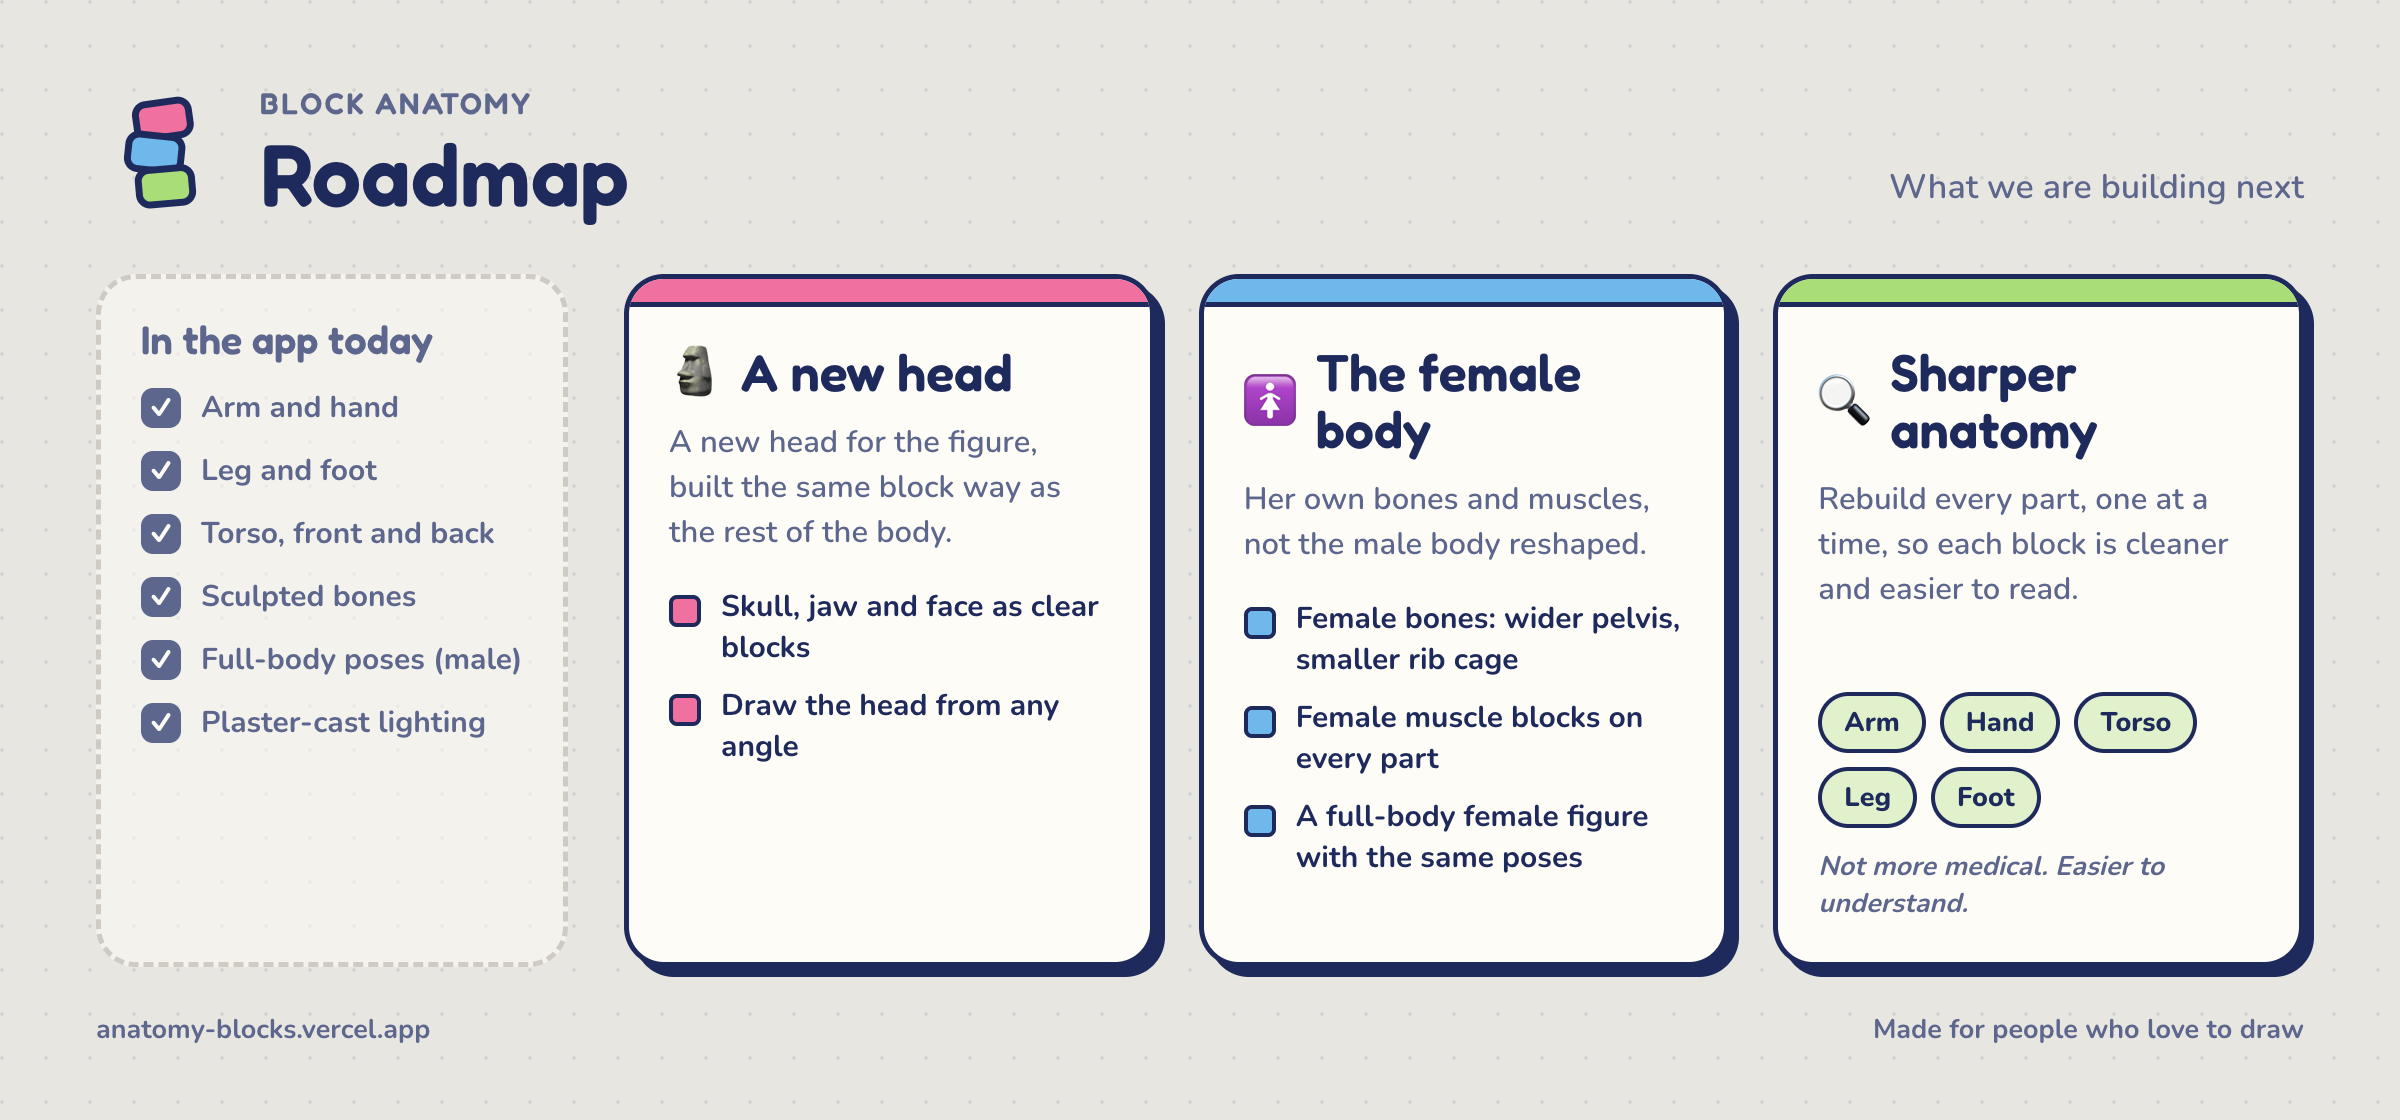 BLOCK ANATOMY
Roadmap
What we are building next
In the app today
Arm and hand
Leg and foot
Torso, front and back
Sculpted bones
Full-body poses (male)
Plaster-cast lighting
A new head
A new head for the figure,
built the same block way as
the rest of the body.
Skull, jaw and face as clear
blocks
Draw the head from any
angle
The female
body
Her own bones and muscles,
not the male body reshaped.
Female bones: wider pelvis,
smaller rib cage
Female muscle blocks on
every part
A full-body female figure
with the same poses
Sharper
anatomy
Rebuild every part, one at a
time, so each block is cleaner
and easier to read.
Arm Hand Torso
Leg Foot
Not more medical. Easier to
understand.
anatomy-blocks.vercel.app
Made for people who love to draw